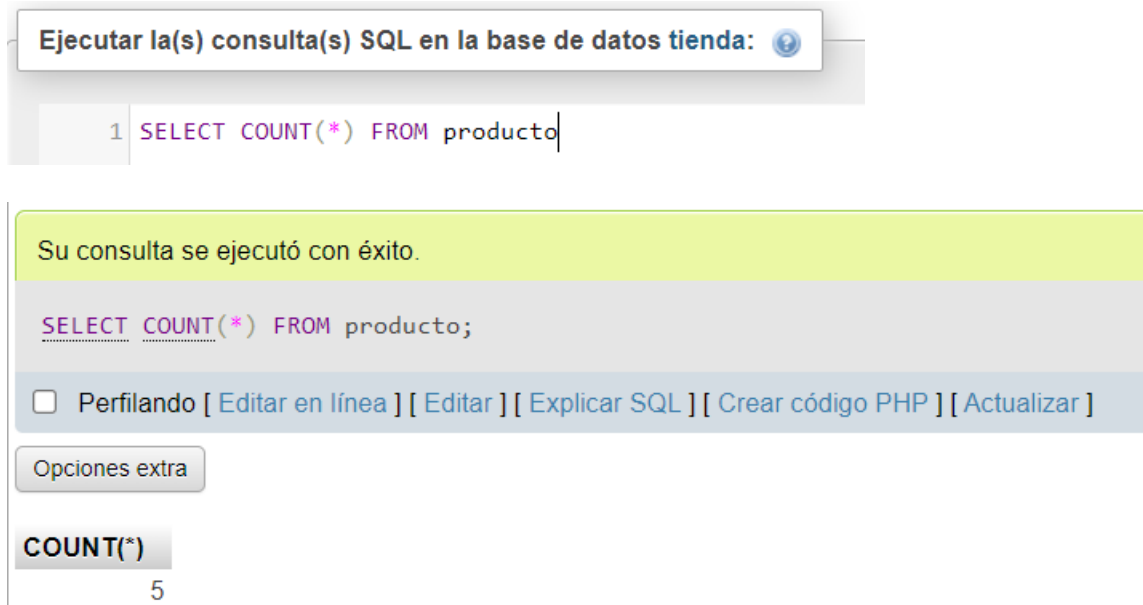 Ejecutar la(s) consulta(s) SQL en la base de datos tienda:
1 SELECT COUNT(*) FROM producto
Su consulta se ejecutó con éxito.
SELECT COUNT(*) FROM producto;
Perfilando [ Editar en línea ] [ Editar ] [ Explicar SQL ] [ Crear código PHP ] [ Actualizar ]
Opciones extra
COUNT(*)
5